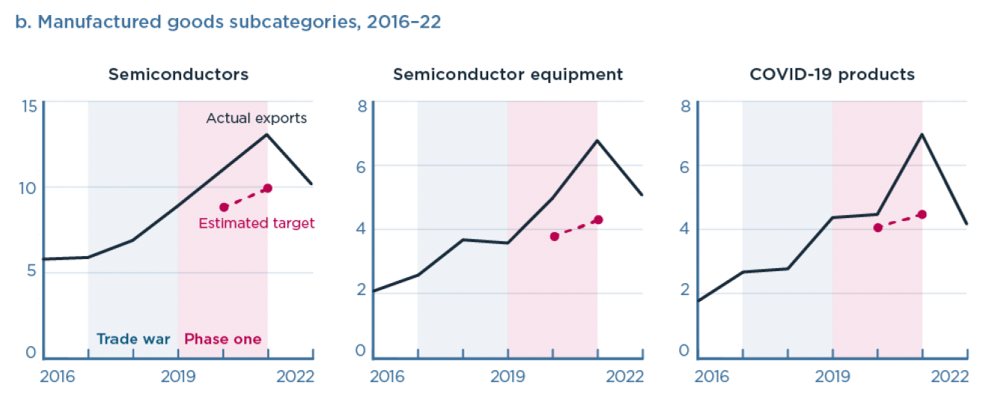 b. Manufactured goods subcategories, 2016–22
Semiconductors
15
10
5
0
Actual exports
Estimated target
Trade war
Phase one
2016
2019
2022
Semiconductor equipment
8
6
4
2
0
2016
2019
2022
COVID-19 products
8
6
4
2
0
2016
2019
2022